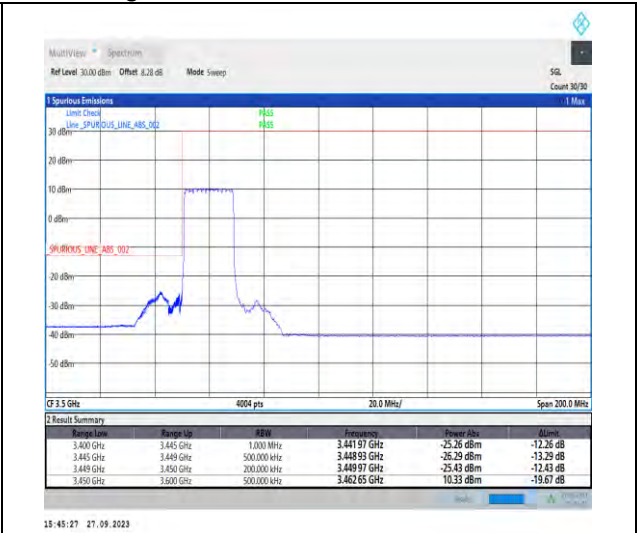 MultiView Spectrum
Ref Level 30.00 dBm Offset 8.28 dB Mode Sweep SGL
Count 30/30
1 Spurious Emissions 1 Max
Limit Check PASS
Line _SPURIOUS_LINE_ABS_002 PASS
30 dBm
20 dBm
10 dBm
0 dBm
_SPURIOUS_LINE_ABS_002
-20 dBm
-30 dBm
-40 dBm
-50 dBm
CF 3.5 GHz 4004 pts 20.0 MHz/ Span 200.0 MHz
2 Result Summary
Range Low Range Up RBW Frequency Power Abs ΔLimit
3.400 GHz 3.445 GHz 1.000 MHz 3.441 97 GHz -25.26 dBm -12.26 dB
3.445 GHz 3.449 GHz 500.000 kHz 3.448 93 GHz -26.29 dBm -13.29 dB
3.449 GHz 3.450 GHz 200.000 kHz 3.449 97 GHz -25.43 dBm -12.43 dB
3.450 GHz 3.600 GHz 500.000 kHz 3.462 65 GHz 10.33 dBm -19.67 dB
15:45:27 27.09.2023